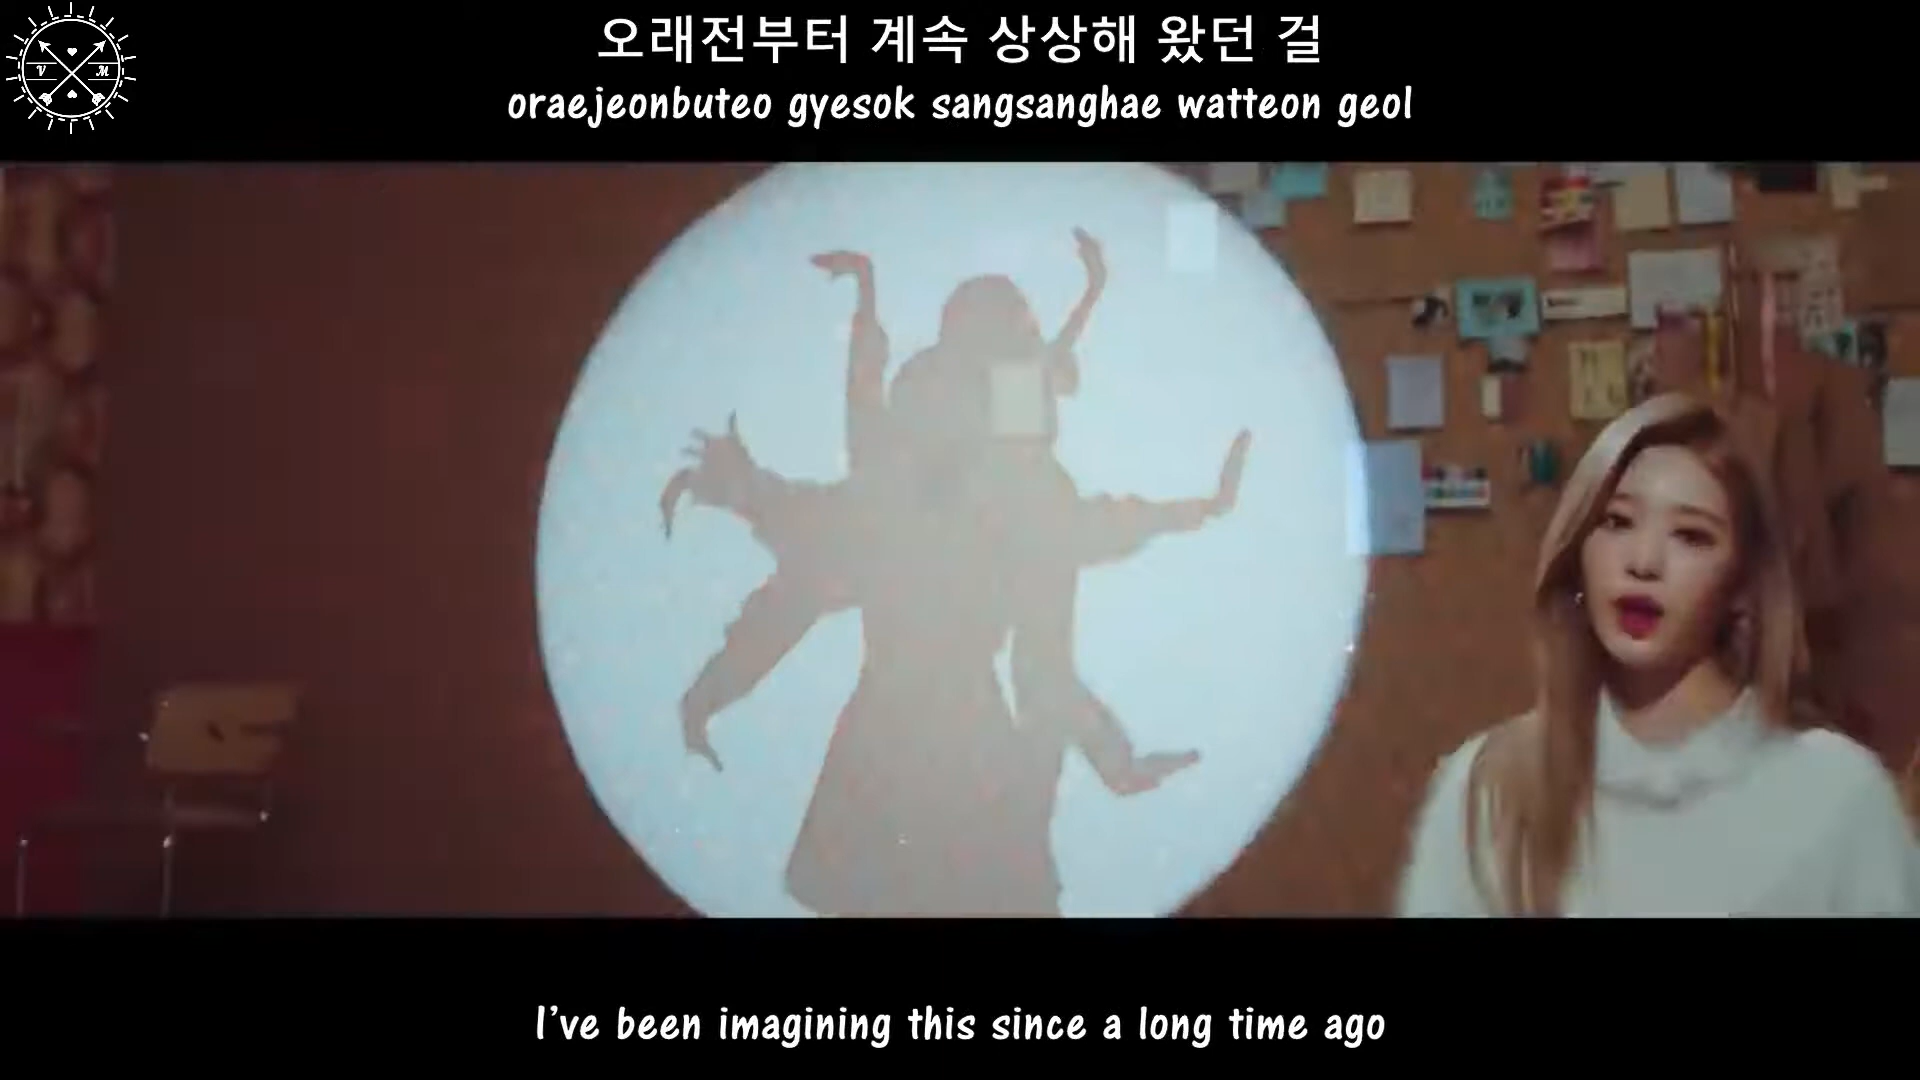 오래전부터 계속 상상해 왔던 걸
V M
oraejeonbuteo gyesok sangsanghae watteon geol
I've been imagining this since a long time ago